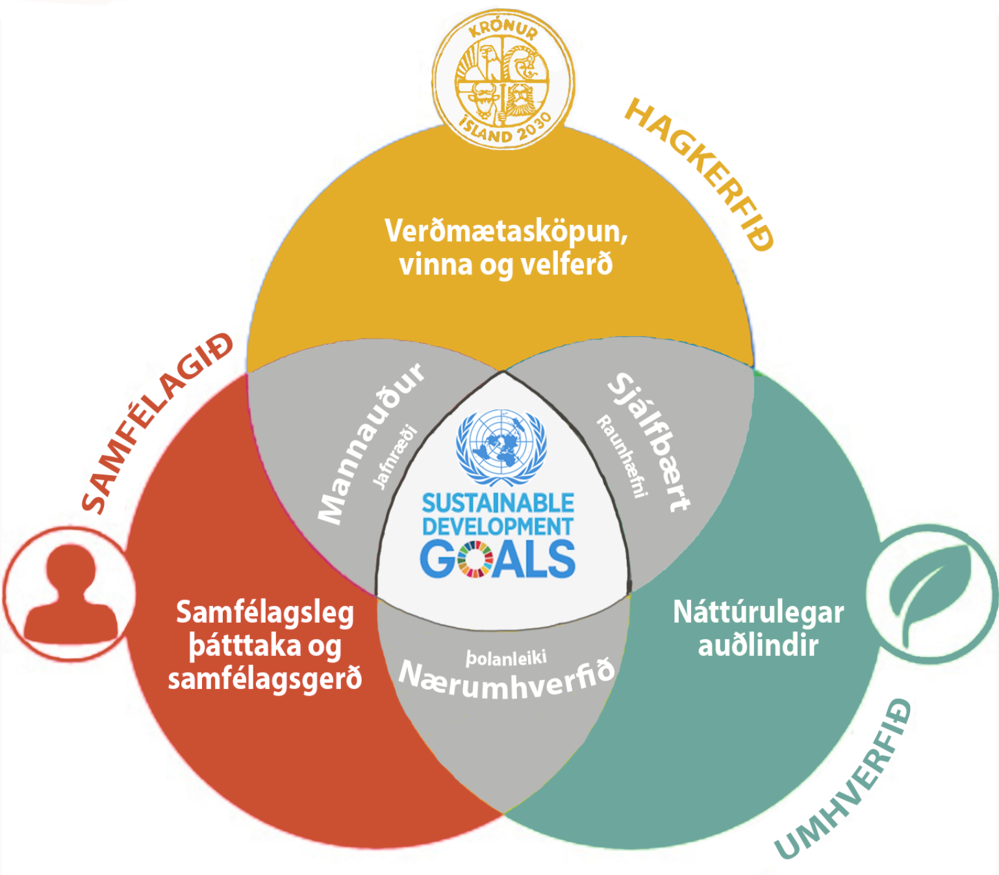 KRÓNUR
ÍSLAND 2030
HAGKERFIÐ
Verðmætasköpun,
vinna og velferð
SAMFÉLAGIÐ
Mannauður
Jafnræði
Sjálfbært
Raunhæfni
SUSTAINABLE
DEVELOPMENT
GOALS
Samfélagsleg
þátttaka og
samfélagsgerð
Náttúrulegar
auðlindir
þolanleiki
Nærumhverfið
UMHVERFIÐ